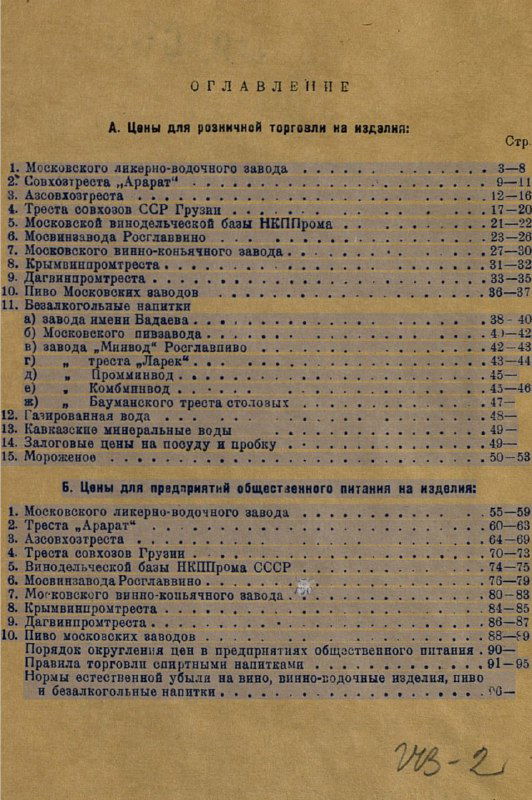 ОГЛАВЛЕНИЕ
А. Цены для розничной торговли на изделия:
Стр.
1. Московского ликерно-водочного завода . . . . . . . . . . 3—8
2. Совхозтреста „Арарат“ . . . . . . . . . . 9—11
3. Азсовхозтреста . . . . . . . . . . 12—16
4. Треста совхозов ССР Грузии . . . . . . . . . . 17—20
5. Московской винодельческой базы НКППрома . . . . . . . . . . 21—22
6. Мосвинзавода Росглаввино . . . . . . . . . . 23—26
7. Московского винно-коньячного завода . . . . . . . . . . 27—30
8. Крымвинпромтреста . . . . . . . . . . 31—32
9. Дагвинпромтреста . . . . . . . . . . 33—35
10. Пиво Московских заводов . . . . . . . . . . 36—37
11. Безалкогольные напитки
а) завода имени Бадаева . . . . . . . . . . 38—40
б) Московского пивзавода . . . . . . . . . . 40—42
в) завода „Минвод“ Росглавпиво . . . . . . . . . . 42—43
г) „ треста „Ларек“ . . . . . . . . . . 43—44
д) „ Промминвод . . . . . . . . . . 45—
е) „ Комбминвод . . . . . . . . . . 45—46
ж) „ Бауманского треста столовых . . . . . . . . . . 47—
12. Газированная вода . . . . . . . . . . 48—
13. Кавказские минеральные воды . . . . . . . . . . 49—
14. Залоговые цены на посуду и пробку . . . . . . . . . . 49—
15. Мороженое . . . . . . . . . . 50—53
Б. Цены для предприятий общественного питания на изделия:
1. Московского ликерно-водочного завода . . . . . . . . . . 55—59
2. Треста „Арарат“ . . . . . . . . . . 60—63
3. Азсовхозтреста . . . . . . . . . . 64—69
4. Треста совхозов Грузии . . . . . . . . . . 70—73
5. Винодельческой базы НКППрома СССР . . . . . . . . . . 74—75
6. Мосвинзавода Росглаввино . . . . . . . . . . 76—79
7. Московского винно-коньячного завода . . . . . . . . . . 80—83
8. Крымвинпромтреста . . . . . . . . . . 84—85
9. Дагвинпромтреста . . . . . . . . . . 86—87
10. Пиво московских заводов . . . . . . . . . . 88—89
Порядок округления цен в предприятиях общественного питания . 90—
Правила торговли спиртными напитками . . . . . . . . . . 91—95
Нормы естественной убыли на вино, винно-водочные изделия, пиво
и безалкогольные напитки . . . . . . . . . . 96—